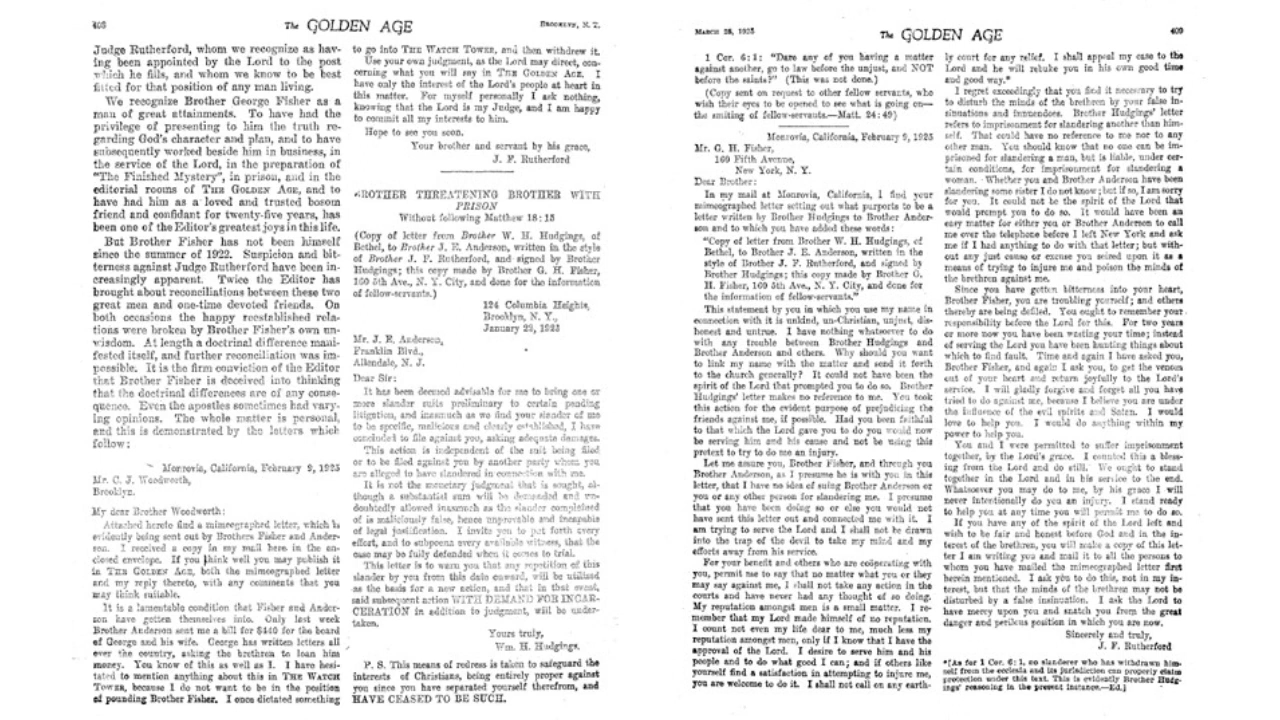 408
The GOLDEN AGE
BROOKLYN, N. Y.
Judge Rutherford, whom we recognize as hav-
ing been appointed by the Lord to the post
which he fills, and whom we know to be best
fitted for that position of any man living.
We recognize Brother George Fisher as a
man of great attainments. To have had the
privilege of presenting to him the truth re-
garding God's character and plan, and to have
subsequently worked beside him in business, in
the service of the Lord, in the preparation of
"The Finished Mystery", in prison, and in the
editorial rooms of THE GOLDEN AGE, and to
have had him as a loved and trusted bosom
friend and confidant for twenty-five years, has
been one of the Editor's greatest joys in this life.
But Brother Fisher has not been himself
since the summer of 1922. Suspicion and bit-
terness against Judge Rutherford have been in-
creasingly apparent. Twice the Editor has
brought about reconciliations between these two
great men and one-time devoted friends. On
both occasions the happy reestablished rela-
tions were broken by Brother Fisher's own un-
wisdom. At length a doctrinal difference mani-
fested itself, and further reconciliation was im-
possible. It is the firm conviction of the Editor
that Brother Fisher is deceived into thinking
that the doctrinal differences are of any conse-
quence. Even the apostles sometimes had vary-
ing opinions. The whole matter is personal,
and this is demonstrated by the letters which
follow:
Monrovia, California, February 9, 1925
Mr. C. J. Woodworth,
Brooklyn.
My dear Brother Woodworth:
Attached hereto find a mimeographed letter, which is
evidently being sent out by Brothers Fisher and Ander-
son. I received a copy in my mail here in the en-
closed envelope. If you think well you may publish it
in THE GOLDEN AGE, both the mimeographed letter
and my reply thereto, with any comments that you
may think suitable.
It is a lamentable condition that Fisher and Ander-
son have gotten themselves into. Only last week
Brother Anderson sent me a bill for $440 for the board
of George and his wife. George has written letters all
over the country, asking the brethren to loan him
money. You know of this as well as I. I have hesi-
tated to mention anything about this in THE WATCH
TOWER, because I do not want to be in the position
of pounding Brother Fisher. I once dictated something
to go into THE WATCH TOWER, and then withdrew it.
Use your own judgment, as the Lord may direct, con-
cerning what you will say in THE GOLDEN AGE. I
have only the interest of the Lord's people at heart in
this matter. For myself personally I ask nothing,
knowing that the Lord is my Judge, and I am happy
to commit all my interests to him.
Hope to see you soon.
Your brother and servant by his grace,
J. F. Rutherford
BROTHER THREATENING BROTHER WITH
PRISON
Without following Matthew 18:15
(Copy of letter from Brother W. H. Hudgings, of
Bethel, to Brother J. E. Anderson, written in the style
of Brother J. F. Rutherford, and signed by Brother
Hudgings; this copy made by Brother G. H. Fisher,
160 5th Ave., N. Y. City, and done for the information
of fellow-servants.)
124 Columbia Heights,
Brooklyn, N. Y.,
January 29, 1925
Mr. J. E. Anderson,
Franklin Blvd.,
Allendale, N. J.
Dear Sir:
It has been deemed advisable for me to bring one or
more slander suits preliminary to certain pending
litigation, and inasmuch as we find your slander of me
to be specific, malicious and clearly established, I have
concluded to file against you, asking adequate damages.
This action is independent of the suit being filed
or to be filed against you by another party whom you
are alleged to have slandered in connection with me.
It is not the monetary judgment that is sought, al-
though a substantial sum will be demanded and un-
doubtedly allowed inasmuch as the slander complained
of is maliciously false, hence unprovable and incapable
of legal justification. I invite you to put forth every
effort, and to subpoena every available witness, that the
case may be fully defended when it comes to trial.
This letter is to warn you that any repetition of this
slander by you from this date onward, will be utilized
as the basis for a new action, and that in that event,
said subsequent action WITH DEMAND FOR INCAR-
CERATION in addition to judgment, will be under-
taken.
Yours truly,
Wm. H. Hudgings.
P. S. This means of redress is taken to safeguard the
interests of Christians, being entirely proper against
you since you have separated yourself therefrom, and
HAVE CEASED TO BE SUCH.
MARCH 25, 1925
The GOLDEN AGE
409
1 Cor. 6:1: "Dare any of you having a matter
against another, go to law before the unjust, and NOT
before the saints?" (This was not done.)
(Copy sent on request to other fellow servants, who
wish their eyes to be opened to see what is going on—
the smiting of fellow-servants.—Matt. 24:49)
Monrovia, California, February 9, 1925
Mr. G. H. Fisher,
160 Fifth Avenue,
New York, N. Y.
Dear Brother:
In my mail at Monrovia, California, I find your
mimeographed letter setting out what purports to be a
letter written by Brother Hudgings to Brother Ander-
son and to which you have added these words:
"Copy of letter from Brother W. H. Hudgings, of
Bethel, to Brother J. E. Anderson, written in the
style of Brother J. F. Rutherford, and signed by
Brother Hudgings; this copy made by Brother G.
H. Fisher, 160 5th Ave., N. Y. City, and done for
the information of fellow-servants."
This statement by you in which you use my name in
connection with it is unkind, un-Christian, unjust, dis-
honest and untrue. I have nothing whatsoever to do
with any trouble between Brother Hudgings and
Brother Anderson and others. Why should you want
to link my name with the matter and send it forth
to the church generally? It could not have been the
spirit of the Lord that prompted you to do so. Brother
Hudgings' letter makes no reference to me. You took
this action for the evident purpose of prejudicing the
friends against me, if possible. Had you been faithful
to that which the Lord gave you to do you would now
be serving him and his cause and not be using this
pretext to try to do me an injury.
Let me assure you, Brother Fisher, and through you
Brother Anderson, as I presume he is with you in this
letter, that I have no idea of suing Brother Anderson or
you or any other person for slandering me. I presume
that you have been doing so or else you would not
have sent this letter out and connected me with it. I
am trying to serve the Lord and I shall not be drawn
into the trap of the devil to take my mind and my
efforts away from his service.
For your benefit and others who are coöperating with
you, permit me to say that no matter what you or they
may say against me, I shall not take any action in the
courts and have never had any thought of so doing.
My reputation amongst men is a small matter. I re-
member that my Lord made himself of no reputation.
I count not even my life dear to me, much less my
reputation amongst men, only if I know that I have the
approval of the Lord. I desire to serve him and his
people and to do what good I can; and if others like
yourself find a satisfaction in attempting to injure me,
you are welcome to do it. I shall not call on any earth-
ly court for any relief. I shall appeal my case to the
Lord and he will rebuke you in his own good time
and good way.*
I regret exceedingly that you find it necessary to try
to disturb the minds of the brethren by your false in-
sinuations and innuendoes. Brother Hudgings' letter
refers to imprisonment for slandering another than him-
self. That could have no reference to me nor to any
other man. You should know that no one can be im-
prisoned for slandering a man, but is liable, under cer-
tain conditions, for imprisonment for slandering a
woman. Whether you and Brother Anderson have been
slandering some sister I do not know; but if so, I am sorry
for you. It could not be the spirit of the Lord that
would prompt you to do so. It would have been an
easy matter for either you or Brother Anderson to call
me over the telephone before I left New York and ask
me if I had anything to do with that letter; but with-
out any just cause or excuse you seized upon it as a
means of trying to injure me and poison the minds of
the brethren against me.
Since you have gotten bitterness into your heart,
Brother Fisher, you are troubling yourself; and others
thereby are being defiled. You ought to remember your
responsibility before the Lord for this. For two years
or more now you have been wasting your time; instead
of serving the Lord you have been hunting things about
which to find fault. Time and again I have asked you,
Brother Fisher, and again I ask you, to get the venom
out of your heart and return joyfully to the Lord's
service. I will gladly forgive and forget all you have
tried to do against me, because I believe you are under
the influence of the evil spirits and Satan. I would
love to help you. I would do anything within my
power to help you.
You and I were permitted to suffer imprisonment
together, by the Lord's grace. I counted this a bless-
ing from the Lord and do still. We ought to stand
together in the Lord and in his service to the end.
Whatsoever you may do to me, by his grace I will
never intentionally do you an injury. I stand ready
to help you at any time you will permit me to do so.
If you have any of the spirit of the Lord left and
wish to be fair and honest before God and in the in-
terest of the brethren, you will make a copy of this let-
ter I am writing you and mail it to all the persons to
whom you have mailed the mimeographed letter first
herein mentioned. I ask you to do this, not in my in-
terest, but that the minds of the brethren may not be
disturbed by a false insinuation. I ask the Lord to
have mercy upon you and snatch you from the great
danger and perilous position in which you are now.
Sincerely and truly,
J. F. Rutherford
*[As for 1 Cor. 6:1, no slanderer who has withdrawn him-
self from the ecclesia and its jurisdiction can properly claim
protection under this text. This is evidently Brother Hudg-
ings' reasoning in the present instance.—Ed.]